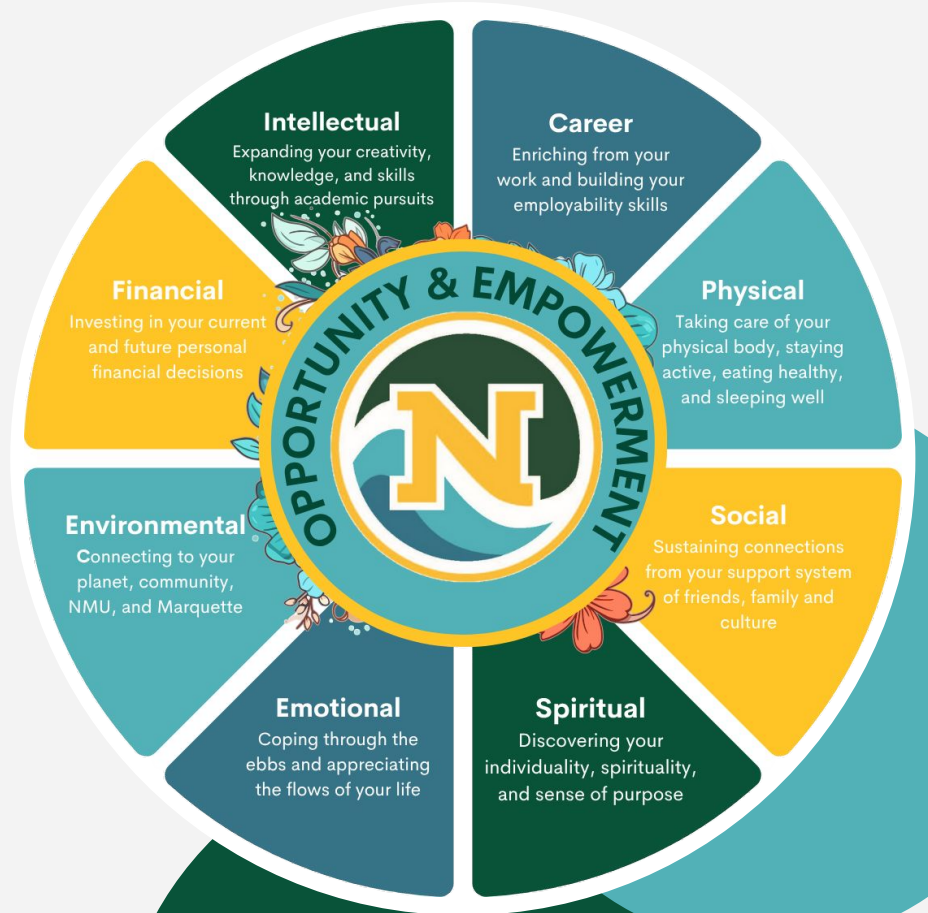 Intellectual
Expanding your creativity,
knowledge, and skills
through academic pursuits
Career
Enriching from your
work and building your
employability skills
Financial
Investing in your current
and future personal
financial decisions
Physical
Taking care of your
physical body, staying
active, eating healthy,
and sleeping well
OPPORTUNITY & EMPOWERMENT
N
Environmental
Connecting to your
planet, community,
NMU, and Marquette
Social
Sustaining connections
from your support system
of friends, family and
culture
Emotional
Coping through the
ebbs and appreciating
the flows of your life
Spiritual
Discovering your
individuality, spirituality,
and sense of purpose